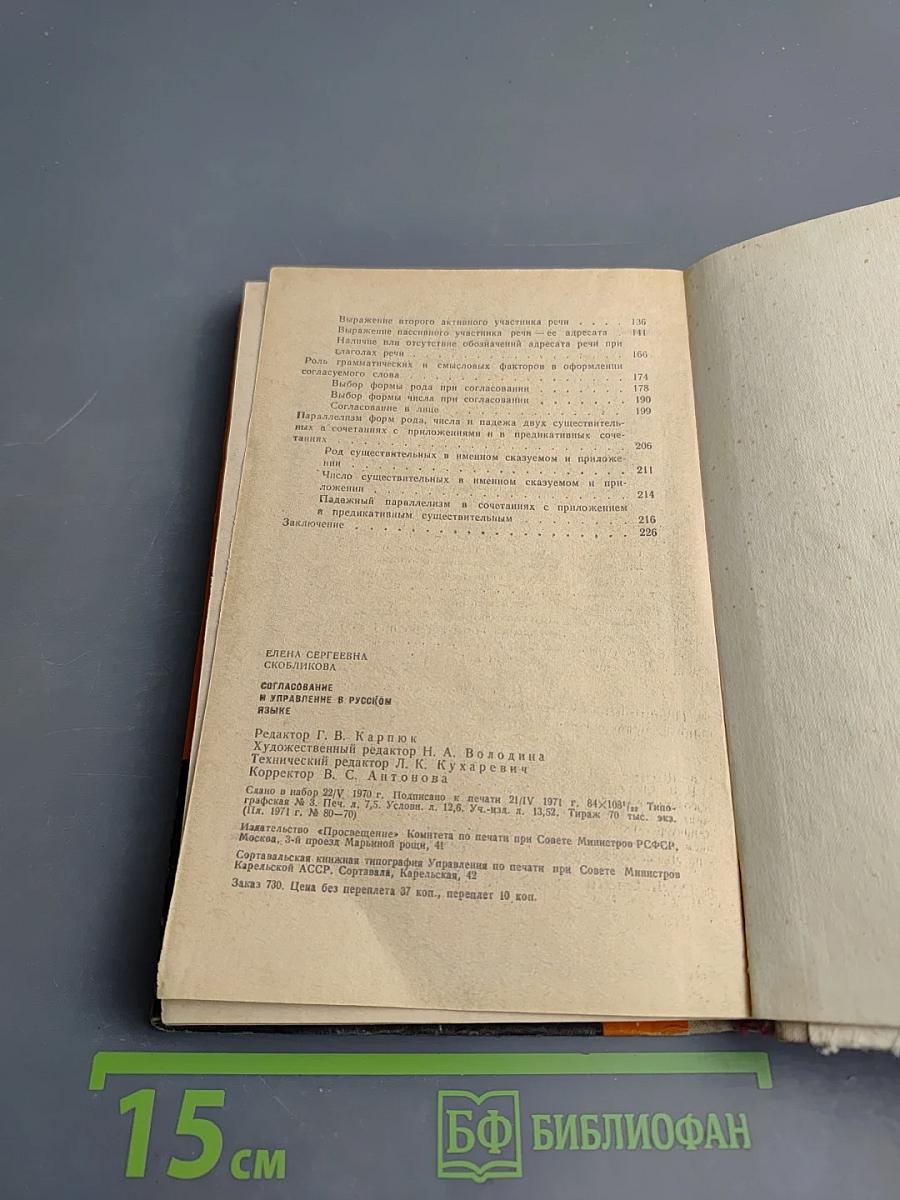 Выражение второго активного участника речи . . . . 136
Выражение пассивного участника речи — ее адресата 141
Наличие или отсутствие обозначений адресата речи при
глаголах речи . . . . . . . . . . . . . . . . 166
Роль грамматических и смысловых факторов в оформлении
согласуемого слова . . . . . . . . . . . . . . . . 174
Выбор формы рода при согласовании . . . . . . . 178
Выбор формы числа при согласовании . . . . . . . 190
Согласование в лице . . . . . . . . . . . . . . 199
Параллелизм форм рода, числа и падежа двух существитель-
ных в сочетаниях с приложениями и в предикативных соче-
таниях . . . . . . . . . . . . . . . . . . . . 206
Род существительных в именном сказуемом и приложе-
нии . . . . . . . . . . . . . . . . . . . . 211
Число существительных в именном сказуемом и при-
ложении . . . . . . . . . . . . . . . . . . 214
Падежный параллелизм в сочетаниях с приложением
и предикативным существительным . . . . . . . . 216
Заключение . . . . . . . . . . . . . . . . . . 226
ЕЛЕНА СЕРГЕЕВНА
СКОБЛИКОВА
СОГЛАСОВАНИЕ
И УПРАВЛЕНИЕ В РУССКОМ
ЯЗЫКЕ
Редактор Г. В. Карпюк
Художественный редактор Н. А. Володина
Технический редактор Л. К. Кухаревич
Корректор В. С. Антонова
Сдано в набор 22/V 1970 г. Подписано к печати 21/IV 1971 г. 84×108¹/₃₂ Типо-
графская № 3. Печ. л. 7,5. Условн. л. 12,6. Уч.-изд. л. 13,52. Тираж 70 тыс. экз.
(Пл. 1971 г. № 80—70)
Издательство «Просвещение» Комитета по печати при Совете Министров РСФСР,
Москва, 3-й проезд Марьиной рощи, 41
Сортавальская книжная типография Управления по печати при Совете Министров
Карельской АССР. Сортавала, Карельская, 42
Заказ 730. Цена без переплета 37 коп., переплет 10 коп.
15 см
БФ БИБЛИОФАН